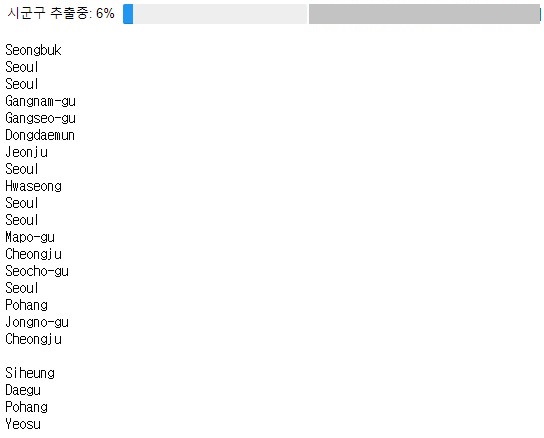 시군구 추출중: 6%
Seongbuk
Seoul
Seoul
Gangnam-gu
Gangseo-gu
Dongdaemun
Jeonju
Seoul
Hwaseong
Seoul
Seoul
Mapo-gu
Cheongju
Seocho-gu
Seoul
Pohang
Jongno-gu
Cheongju
Siheung
Daegu
Pohang
Yeosu